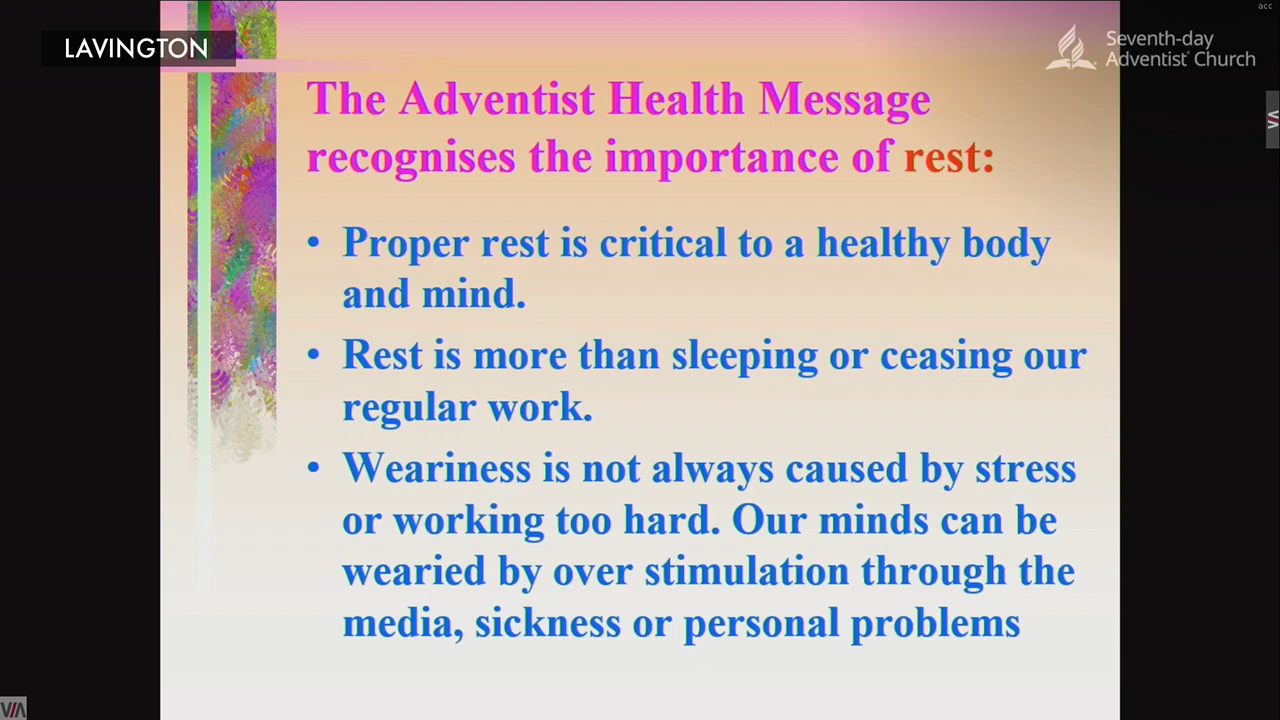 acc
LAVINGTON
Seventh-day
Adventist Church
The Adventist Health Message
recognises the importance of rest:
• Proper rest is critical to a healthy body
and mind.
• Rest is more than sleeping or ceasing our
regular work.
• Weariness is not always caused by stress
or working too hard. Our minds can be
wearied by over stimulation through the
media, sickness or personal problems
VIA